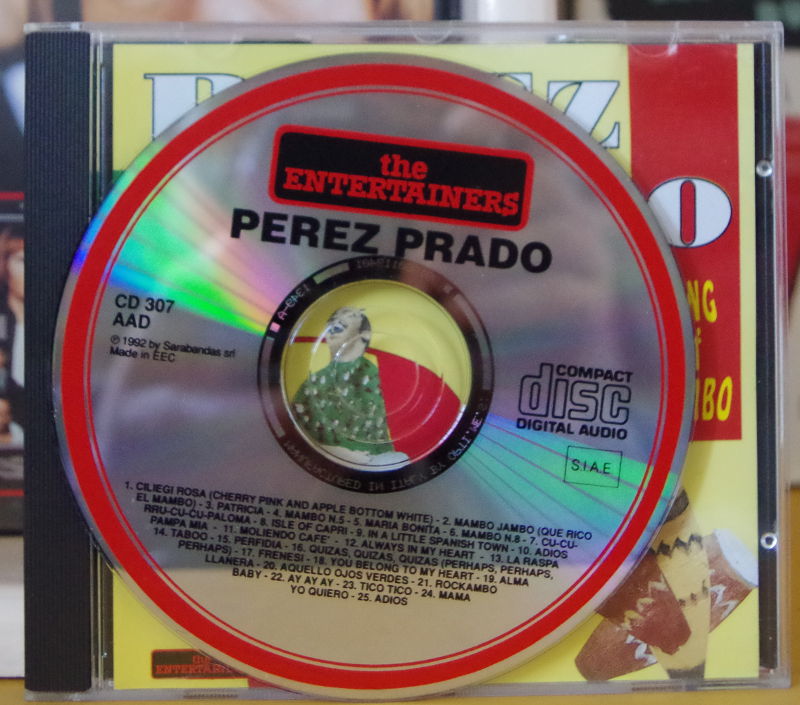 the
ENTERTAINERS
PEREZ PRADO
CD 307
AAD
℗ 1992 by Sarabandas srl
Made in EEC
COMPACT
disc
DIGITAL AUDIO
S.I.A.E.
MANUFACTURED IN ITALY BY
1. CILIEGI ROSA (CHERRY PINK AND APPLE BOTTOM WHITE) - 2. MAMBO JAMBO (QUE RICO
EL MAMBO) - 3. PATRICIA - 4. MAMBO N.5 - 5. MARIA BONITA - 6. MAMBO N.8 - 7. CU-CU-
RRU-CU-CU-PALOMA - 8. ISLE OF CAPRI - 9. IN A LITTLE SPANISH TOWN - 10. ADIOS
PAMPA MIA - 11. MOLIENDO CAFE' - 12. ALWAYS IN MY HEART - 13. LA RASPA
14. TABOO - 15. PERFIDIA - 16. QUIZAS, QUIZAS, QUIZAS (PERHAPS, PERHAPS,
PERHAPS) - 17. FRENESI - 18. YOU BELONG TO MY HEART - 19. ALMA
LLANERA - 20. AQUELLO OJOS VERDES - 21. ROCKAMBO
BABY - 22. AY AY AY - 23. TICO TICO - 24. MAMA
YO QUIERO - 25. ADIOS
the